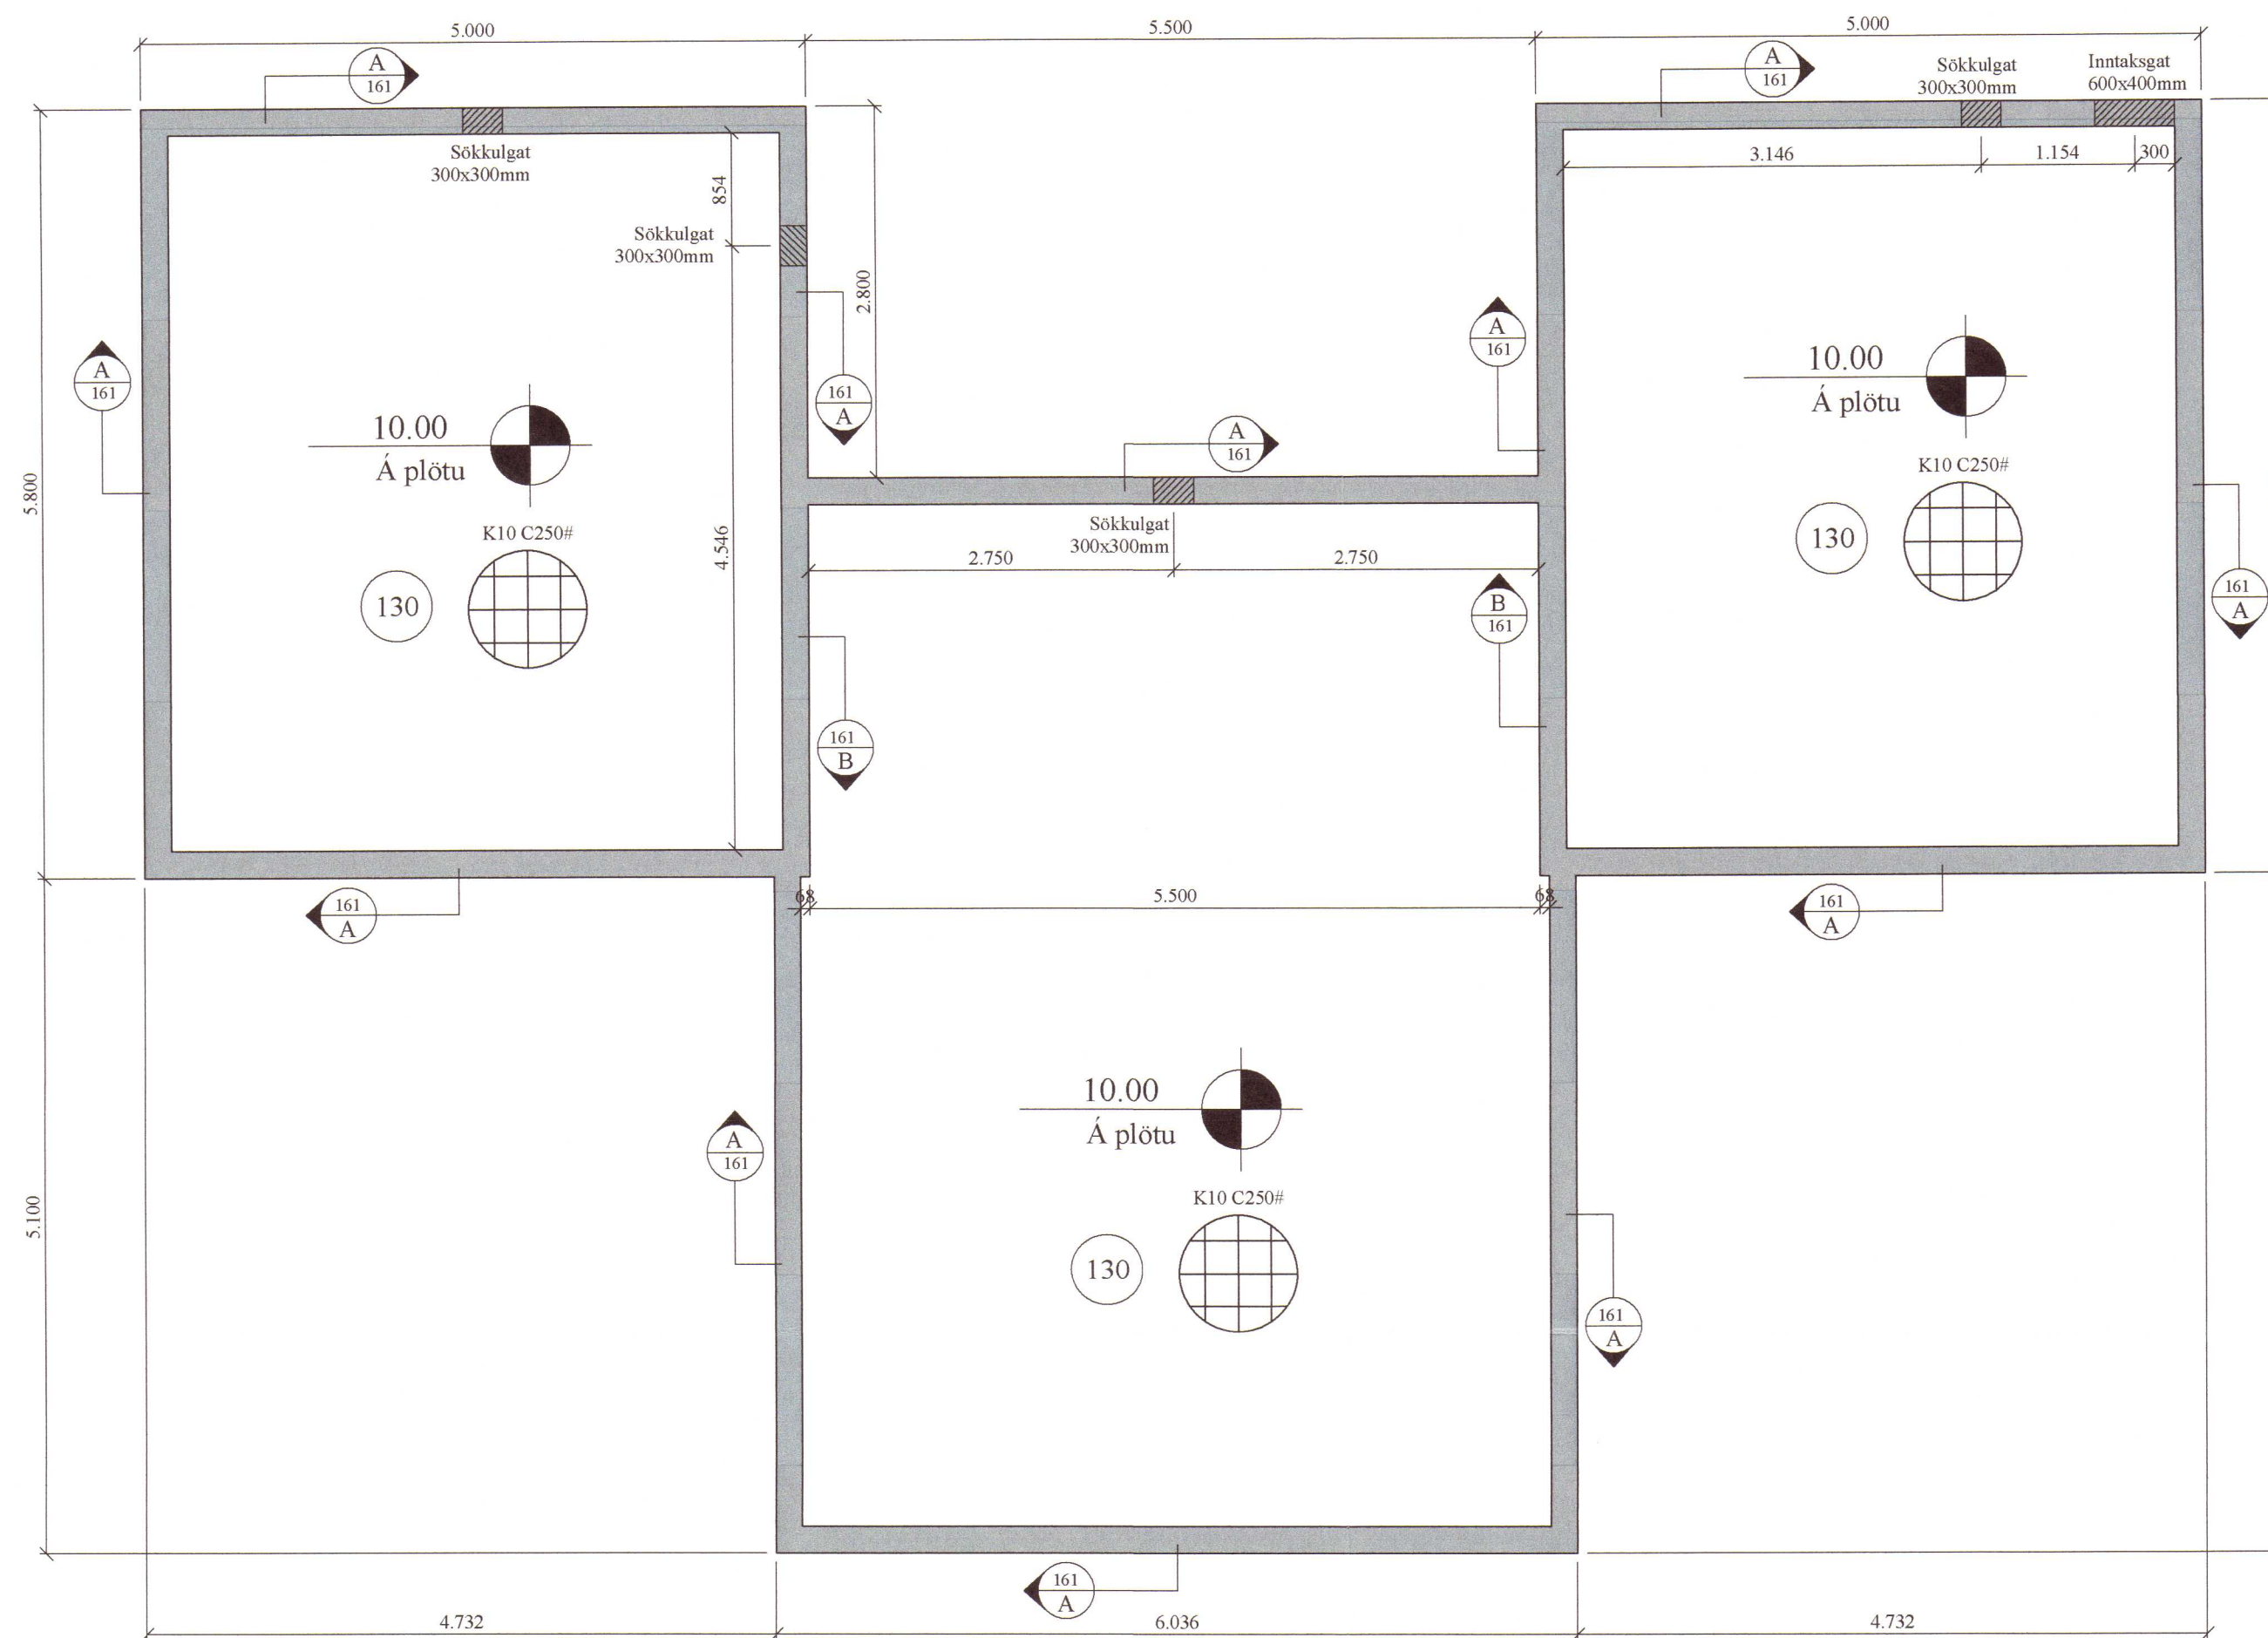 5.000
5.500
5.000
A
161
A
161
Sökkulgat
300x300mm
Inntaksgat
600x400mm
Sökkulgat
300x300mm
854
3.146
1.154
300
Sökkulgat
300x300mm
2.800
A
161
A
161
161
A
10.00
Á plötu
10.00
Á plötu
A
161
5.800
K10 C250#
130
4.546
Sökkulgat
300x300mm
2.750
2.750
K10 C250#
130
B
161
161
A
161
B
68
5.500
68
161
A
161
A
10.00
Á plötu
A
161
5.100
K10 C250#
130
161
A
161
A
4.732
6.036
4.732